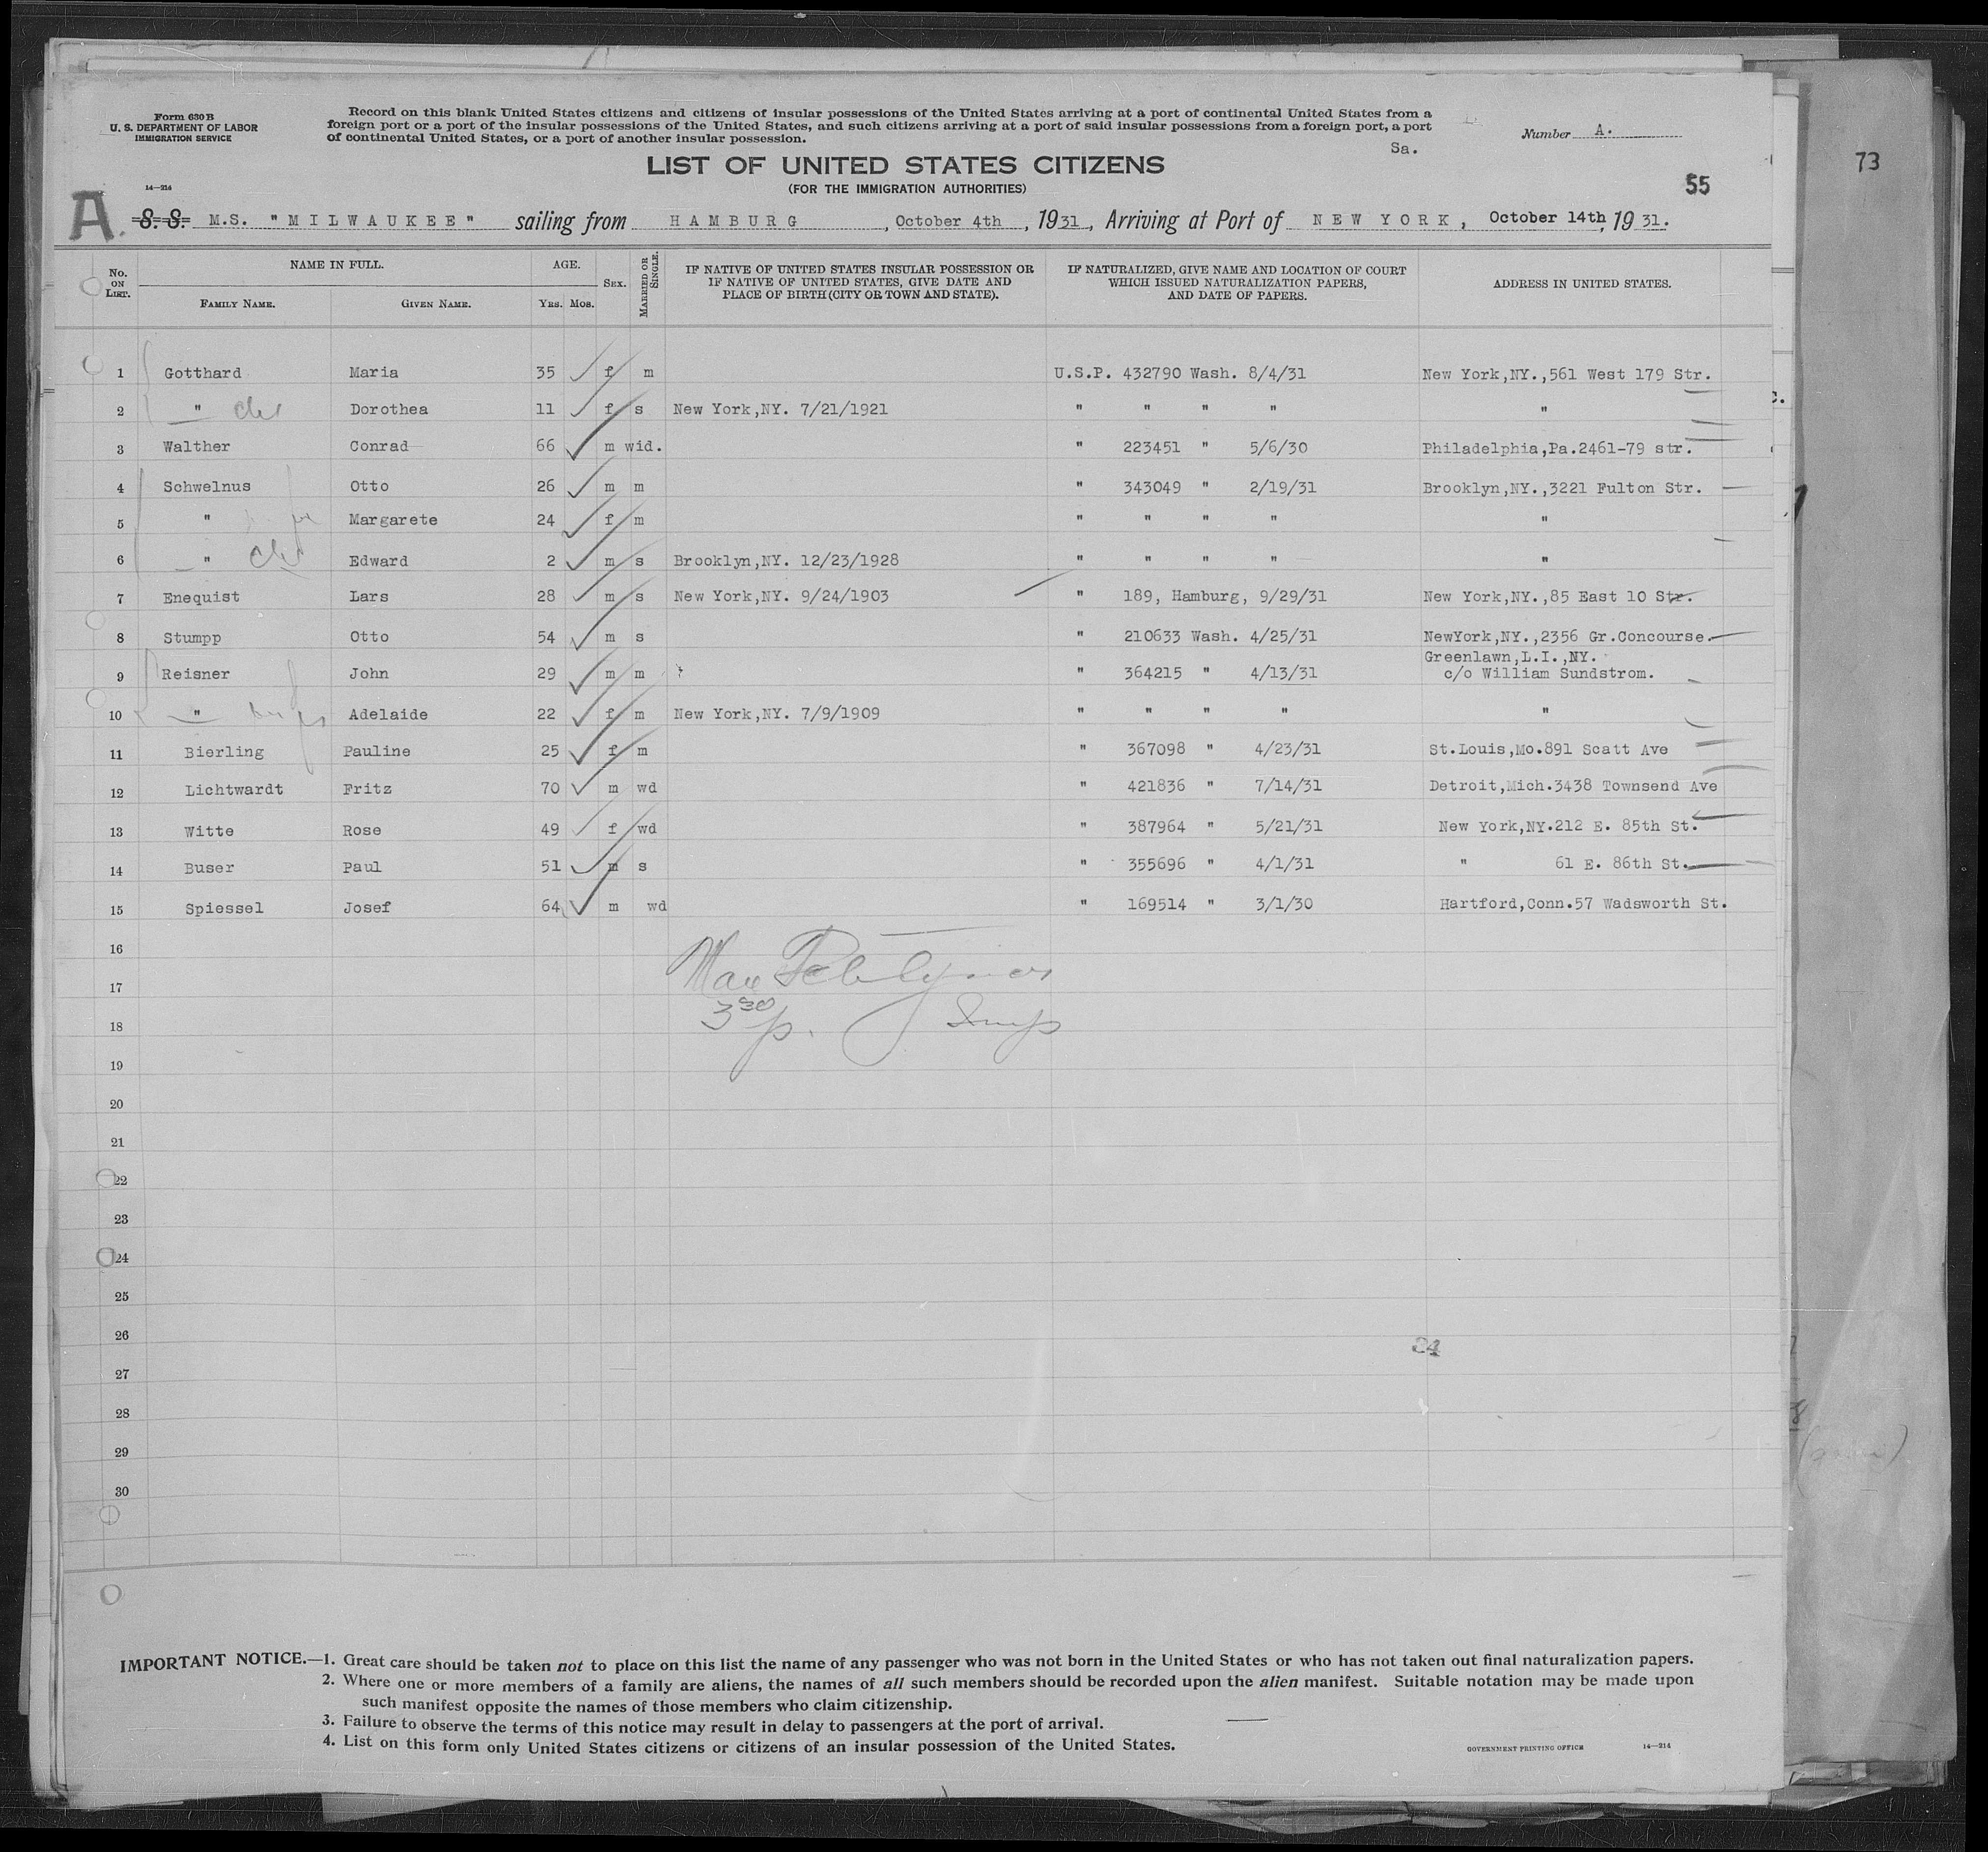 Form 630 B
U. S. DEPARTMENT OF LABOR
IMMIGRATION SERVICE
Record on this blank United States citizens and citizens of insular possessions of the United States arriving at a port of continental United States from a
foreign port or a port of the insular possessions of the United States, and such citizens arriving at a port of said insular possessions from a foreign port, a port
of continental United States, or a port of another insular possession.
Number A.
Sa.
LIST OF UNITED STATES CITIZENS
(FOR THE IMMIGRATION AUTHORITIES)
14—214
55
73
A. S. S. M.S. "MILWAUKEE" sailing from HAMBURG, October 4th, 1931, Arriving at Port of NEW YORK, October 14th, 1931.
No. ON LIST. NAME IN FULL. FAMILY NAME. GIVEN NAME. AGE. YRS. MOS. SEX. MARRIED OR SINGLE. IF NATIVE OF UNITED STATES INSULAR POSSESSION OR IF NATIVE OF UNITED STATES, GIVE DATE AND PLACE OF BIRTH (CITY OR TOWN AND STATE). IF NATURALIZED, GIVE NAME AND LOCATION OF COURT WHICH ISSUED NATURALIZATION PAPERS, AND DATE OF PAPERS. ADDRESS IN UNITED STATES.
1 Gotthard Maria 35 f m U.S.P. 432790 Wash. 8/4/31 New York,NY.,561 West 179 Str.
2 " Dorothea 11 f s New York,NY. 7/21/1921 " " " " "
3 Walther Conrad 66 m wid. " 223451 " 5/6/30 Philadelphia,Pa.2461-79 str.
4 Schwelnus Otto 26 m m " 343049 " 2/19/31 Brooklyn,NY.,3221 Fulton Str.
5 " Margarete 24 f m " " " " "
6 " Edward 2 m s Brooklyn,NY. 12/23/1928 " " " " "
7 Enequist Lars 28 m s New York,NY. 9/24/1903 " 189, Hamburg, 9/29/31 New York,NY.,85 East 10 Str.
8 Stumpp Otto 54 m s " 210633 Wash. 4/25/31 NewYork,NY.,2356 Gr.Concourse.
9 Reisner John 29 m m " 364215 " 4/13/31 Greenlawn,L.I.,NY. c/o William Sundstrom.
10 " Adelaide 22 f m New York,NY. 7/9/1909 " " " " "
11 Bierling Pauline 25 f m " 367098 " 4/23/31 St.Louis,Mo.891 Scatt Ave
12 Lichtwardt Fritz 70 m wd " 421836 " 7/14/31 Detroit,Mich.3438 Townsend Ave
13 Witte Rose 49 f wd " 387964 " 5/21/31 New York,NY.212 E. 85th St.
14 Buser Paul 51 m s " 355696 " 4/1/31 " 61 E. 86th St.
15 Spiessel Josef 64 m wd " 169514 " 3/1/30 Hartford,Conn.57 Wadsworth St.
16
17
18
19
20
21
22
23
24
25
26
24
27
28
29
30
IMPORTANT NOTICE.—1. Great care should be taken not to place on this list the name of any passenger who was not born in the United States or who has not taken out final naturalization papers.
2. Where one or more members of a family are aliens, the names of all such members should be recorded upon the alien manifest. Suitable notation may be made upon
such manifest opposite the names of those members who claim citizenship.
3. Failure to observe the terms of this notice may result in delay to passengers at the port of arrival.
4. List on this form only United States citizens or citizens of an insular possession of the United States.
GOVERNMENT PRINTING OFFICE 14—214